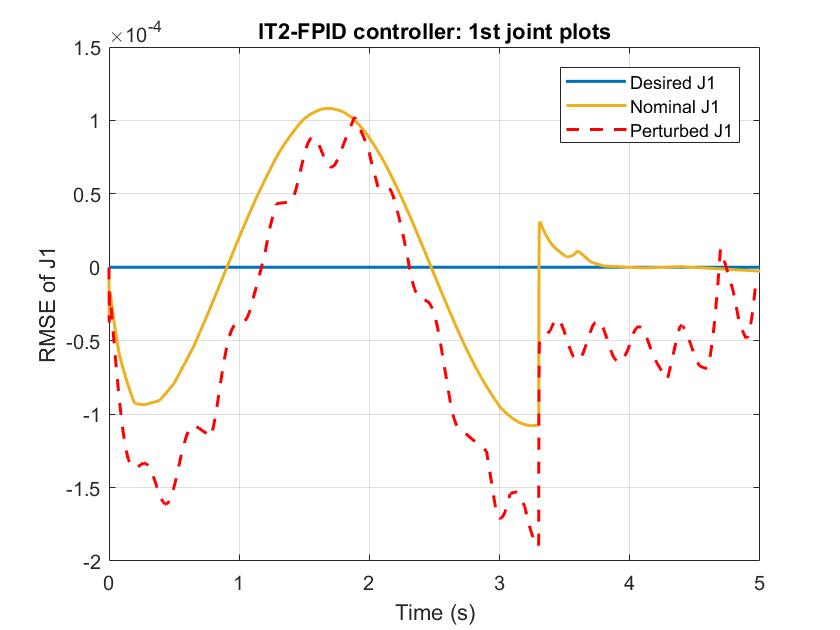 IT2-FPID controller: 1st joint plots
×10⁻⁴
1.5
1
0.5
0
-0.5
-1
-1.5
-2
RMSE of J1
Desired J1
Nominal J1
Perturbed J1
0 1 2 3 4 5
Time (s)